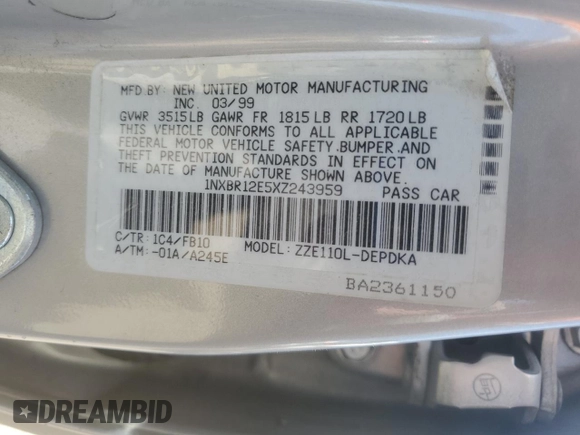 MFD. BY: NEW UNITED MOTOR MANUFACTURING
INC. 03/99
GVWR 3515LB GAWR FR 1815LB RR 1720LB
THIS VEHICLE CONFORMS TO ALL APPLICABLE
FEDERAL MOTOR VEHICLE SAFETY.BUMPER.AND
THEFT PREVENTION STANDARDS IN EFFECT ON
THE DATE OF MANUFACTURE SHOWN ABOVE.
1NXBR12E5XZ243959 PASS CAR
C/TR:1C4/FB10 MODEL:ZZE110L-DEPDKA
A/TM:-01A/A245E
BA2361150
DREAMBID